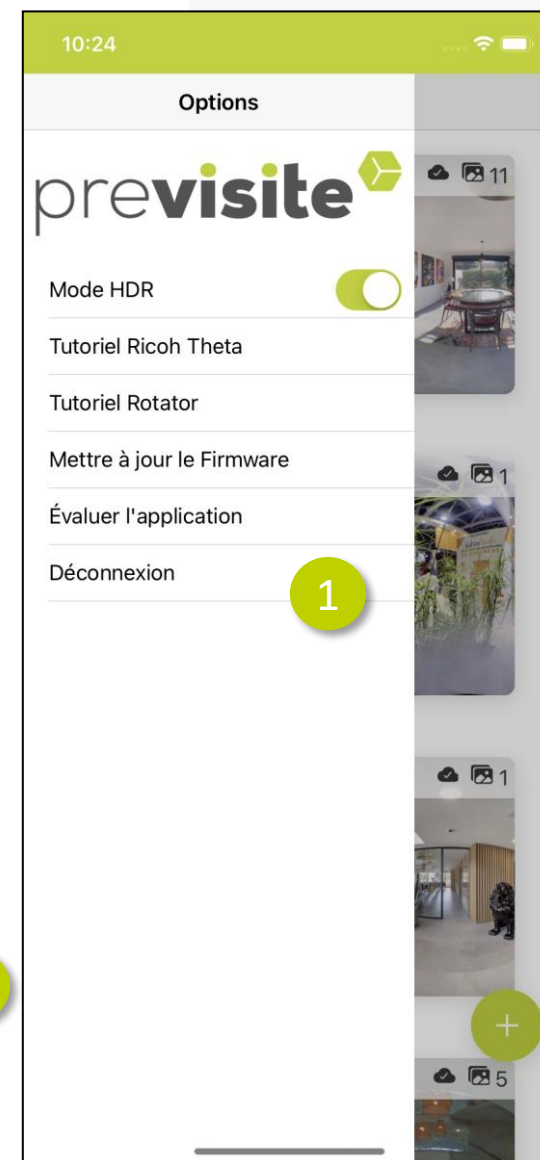 10:24
Options
previsite
11
Mode HDR
Tutoriel Ricoh Theta
Tutoriel Rotator
Mettre à jour le Firmware
1
Évaluer l'application
Déconnexion
1
1
+
5